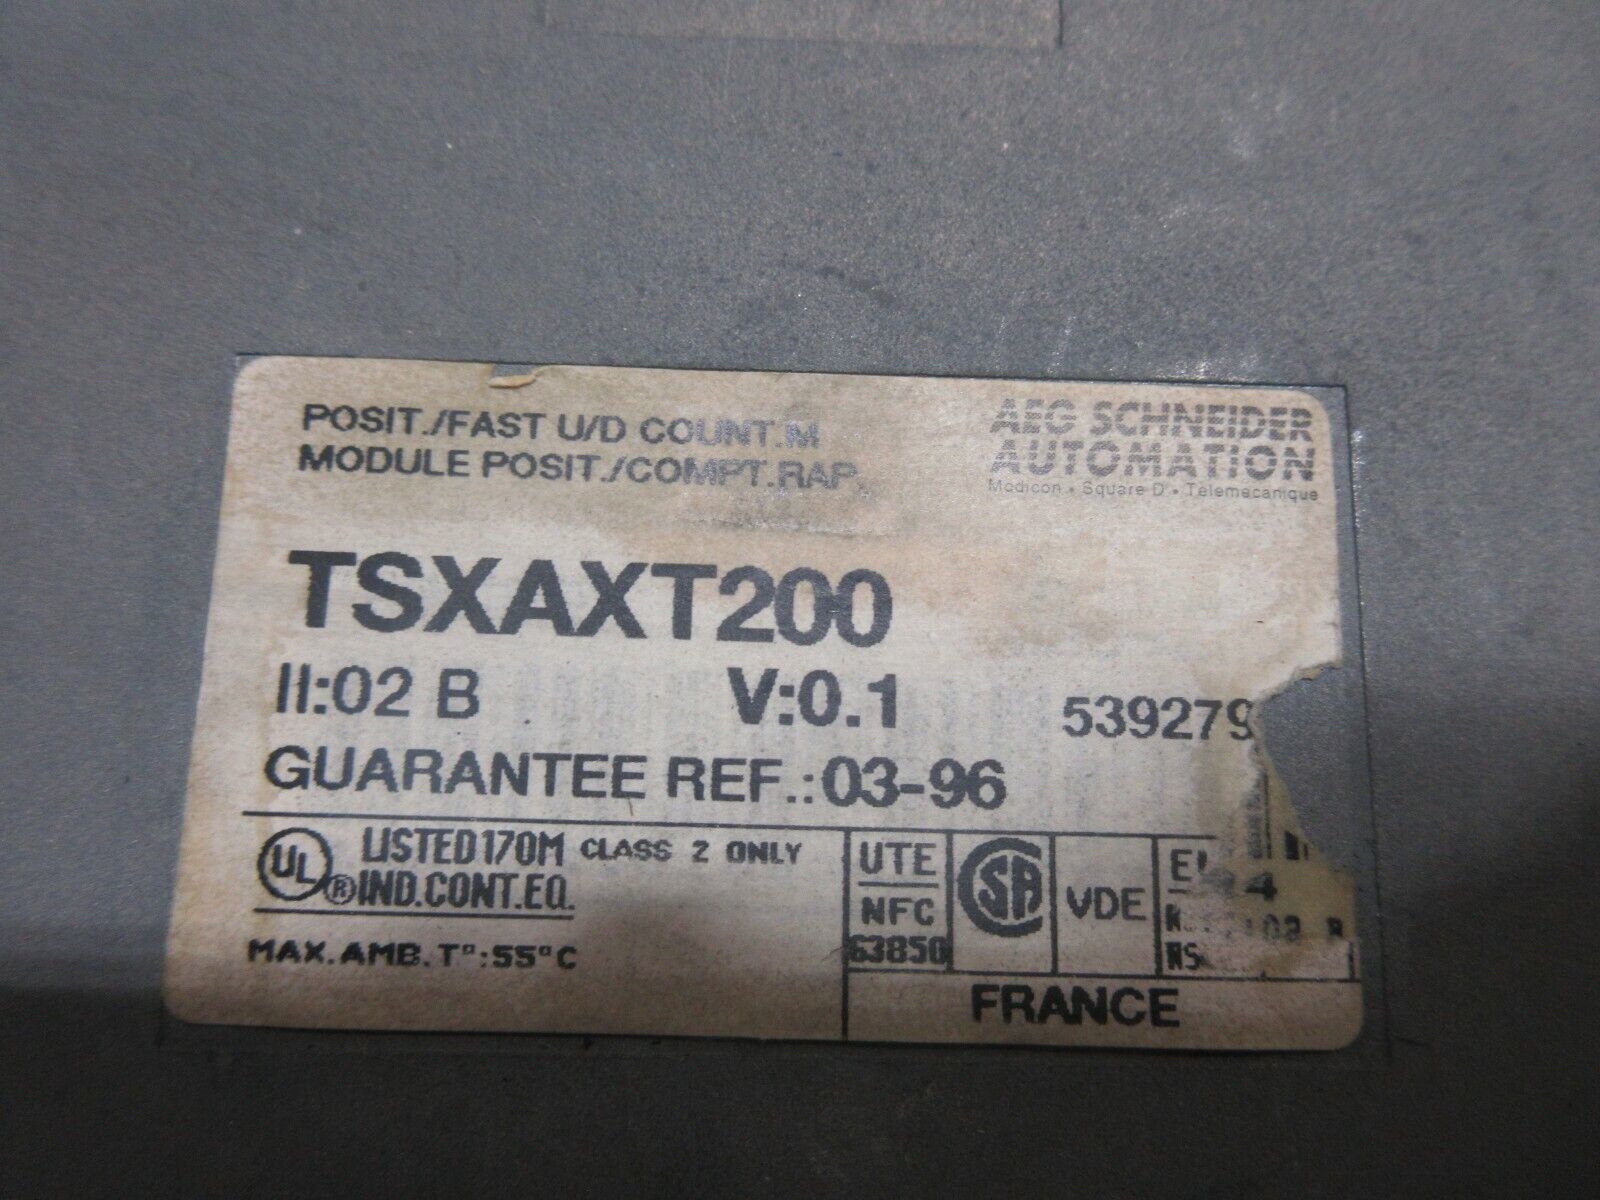 POSIT./FAST U/D COUNT.M
MODULE POSIT./COMPT.RAP.
AEG SCHNEIDER
AUTOMATION
Modicon • Square D • Telemecanique
TSXAXT200
II:02 B V:0.1 539279
GUARANTEE REF.:03-96
UL ® LISTED 170M CLASS 2 ONLY
IND.CONT.EQ.
MAX.AMB.T°:55°C
UTE
NFC
63850
CSA
VDE
FRANCE